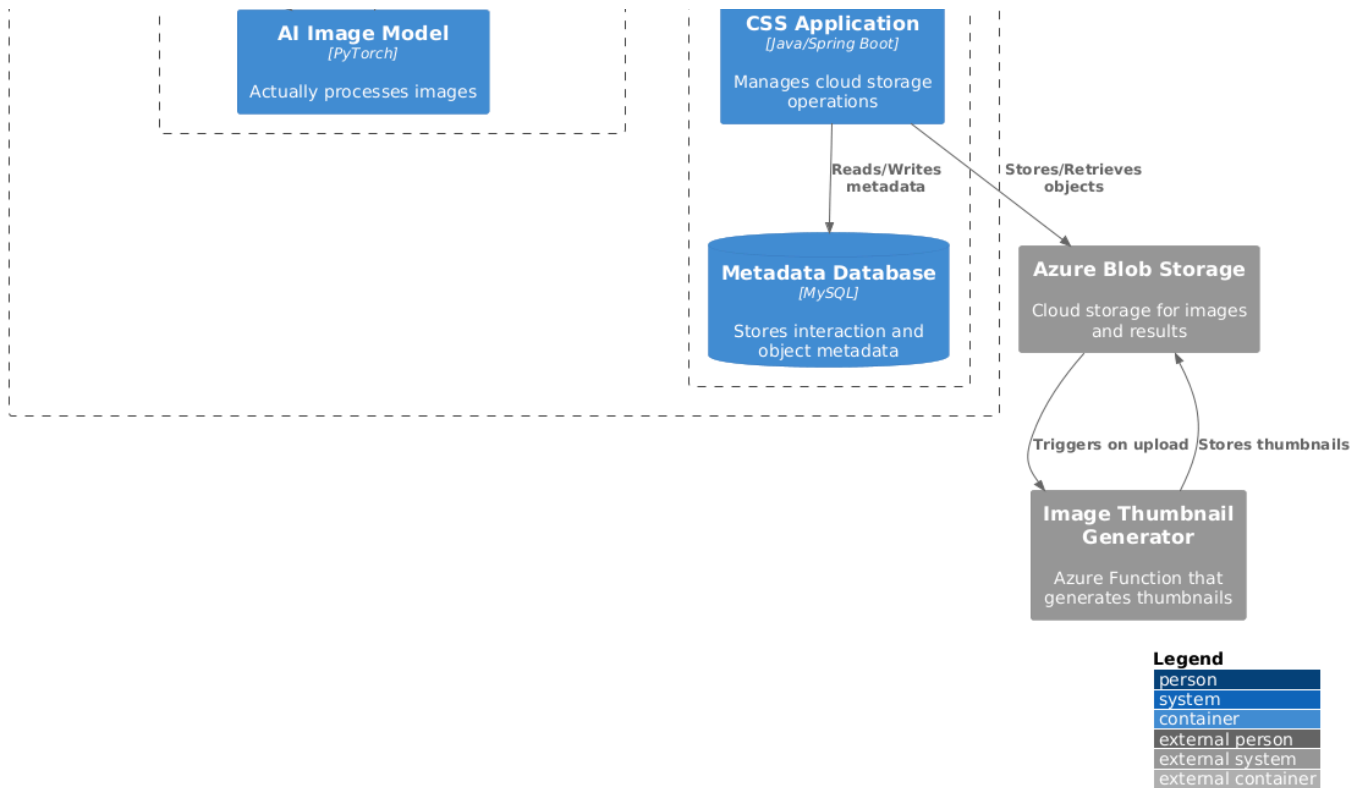 AI Image Model
[PyTorch]
Actually processes images
CSS Application
[Java/Spring Boot]
Manages cloud storage
operations
Reads/Writes
metadata
Stores/Retrieves
objects
Metadata Database
[MySQL]
Stores interaction and
object metadata
Azure Blob Storage
Cloud storage for images
and results
Triggers on upload
Stores thumbnails
Image Thumbnail
Generator
Azure Function that
generates thumbnails
Legend
person
system
container
external person
external system
external container